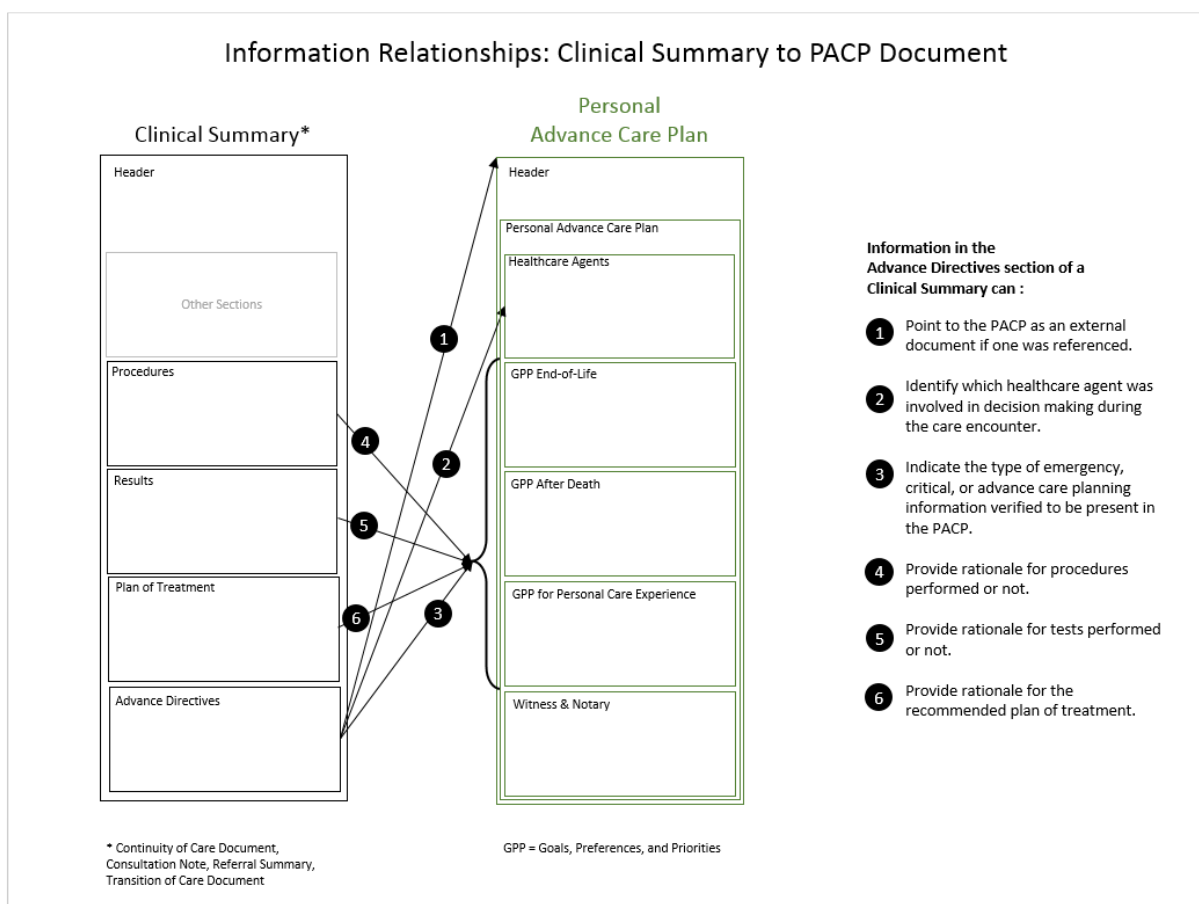 Information Relationships: Clinical Summary to PACP Document
Clinical Summary*
Header
Other Sections
Procedures
Results
Plan of Treatment
Advance Directives
* Continuity of Care Document,
Consultation Note, Referral Summary,
Transition of Care Document
1
2
4
5
6
3
Personal
Advance Care Plan
Header
Personal Advance Care Plan
Healthcare Agents
GPP End-of-Life
GPP After Death
GPP for Personal Care Experience
Witness & Notary
GPP = Goals, Preferences, and Priorities
Information in the
Advance Directives section of a
Clinical Summary can :
1 Point to the PACP as an external
document if one was referenced.
2 Identify which healthcare agent was
involved in decision making during
the care encounter.
3 Indicate the type of emergency,
critical, or advance care planning
information verified to be present in
the PACP.
4 Provide rationale for procedures
performed or not.
5 Provide rationale for tests performed
or not.
6 Provide rationale for the
recommended plan of treatment.